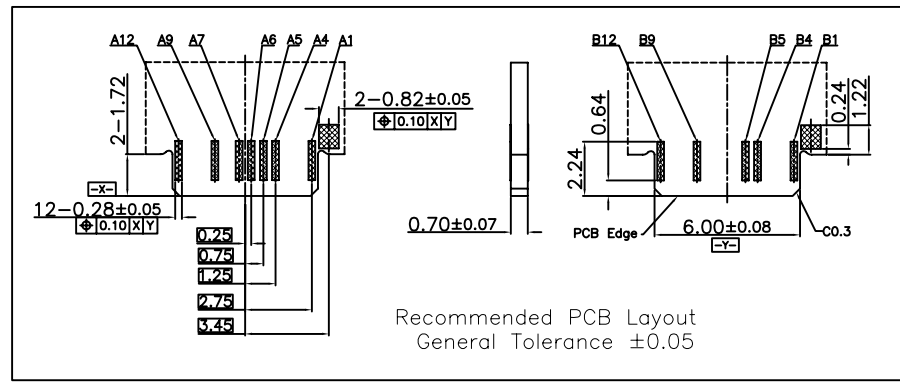 A12 A9 A7 A6 A5 A4 A1
B12 B9 B5 B4 B1
2-1.72
2-0.82±0.05
⌖ 0.10 X Y
0.64
0.24
1.22
2.24
-X-
12-0.28±0.05
⌖ 0.10 X Y
0.70±0.07
PCB Edge
6.00±0.08
-Y-
C0.3
0.25
0.75
1.25
2.75
3.45
Recommended PCB Layout
General Tolerance ±0.05